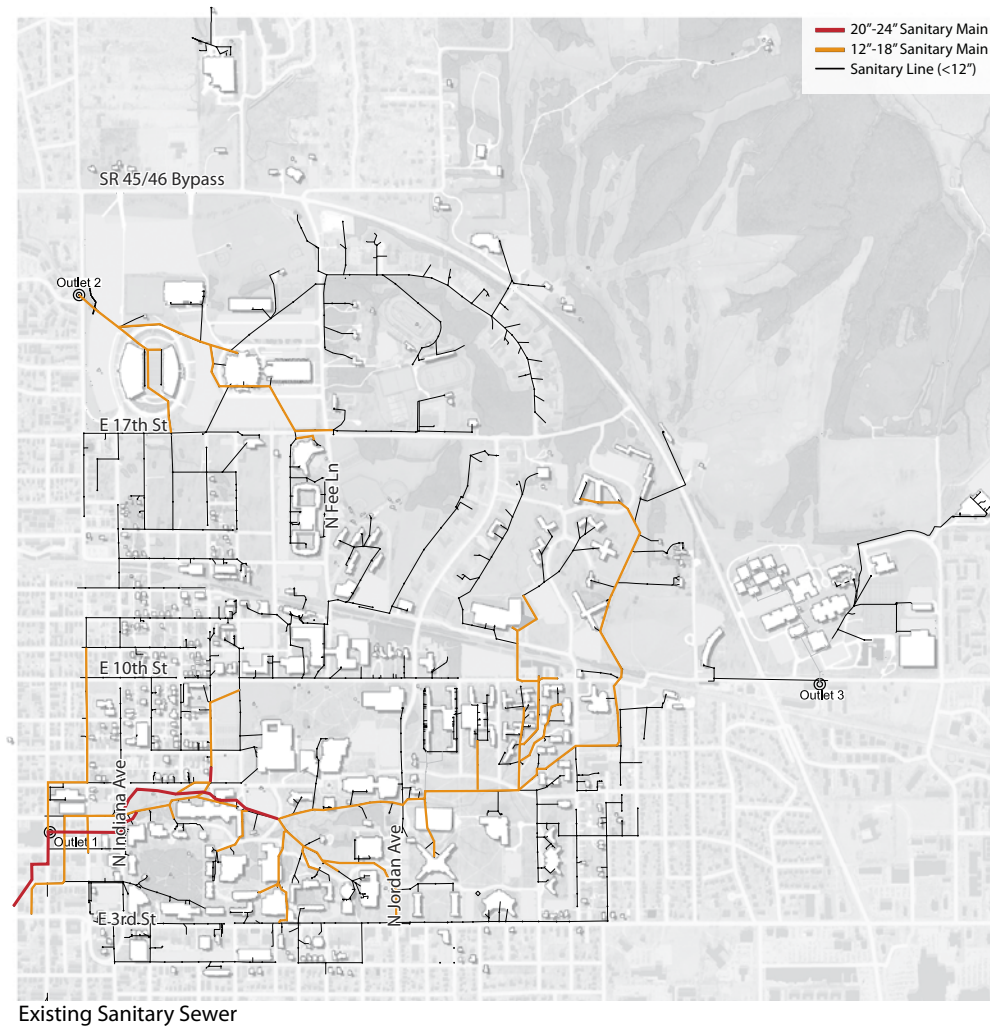 20”-24” Sanitary Main
12”-18” Sanitary Main
Sanitary Line (<12”)
SR 45/46 Bypass
Outlet 2
E 17th St
N Fee Ln
E 10th St
Outlet 3
N Indiana Ave
Outlet 1
N Jordan Ave
E 3rd St
Existing Sanitary Sewer